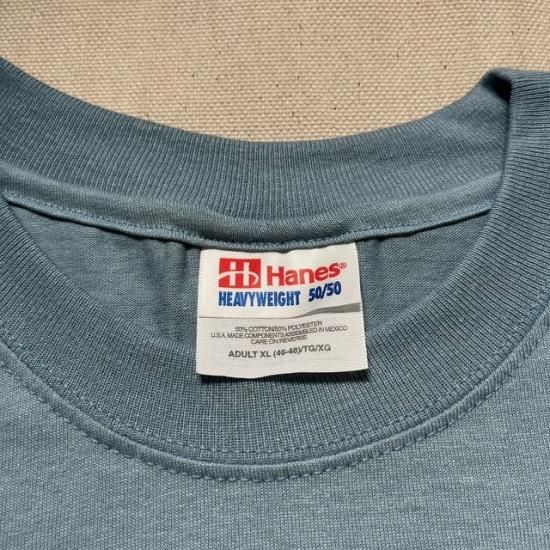 Hanes®
HEAVYWEIGHT 50/50
50% COTTON/50% POLYESTER
U.S.A. MADE COMPONENTS ASSEMBLED IN MEXICO
CARE ON REVERSE
ADULT XL (46-48)/TG/XG